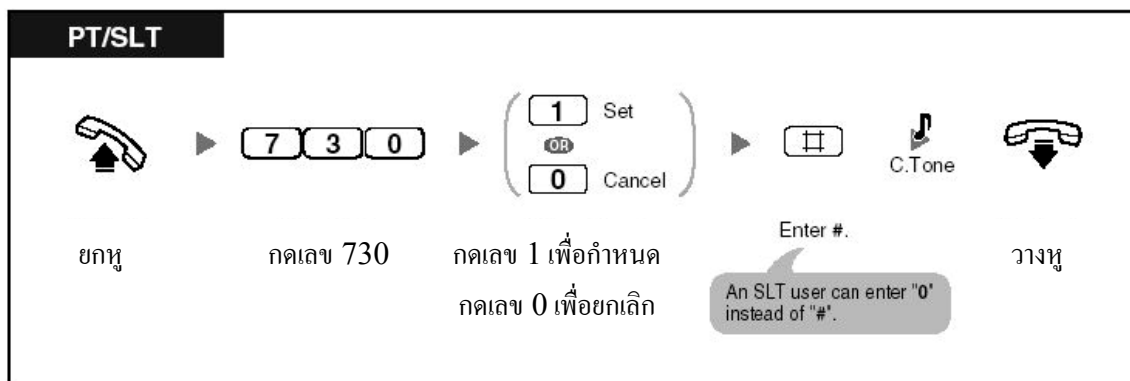 PT/SLT
7 3 0
1 Set
OR
0 Cancel
#
C.Tone
ยกหู
กดเลข 730
กดเลข 1 เพื่อกำหนด
กดเลข 0 เพื่อยกเลิก
Enter #.
An SLT user can enter "0"
instead of "#".
วางหู